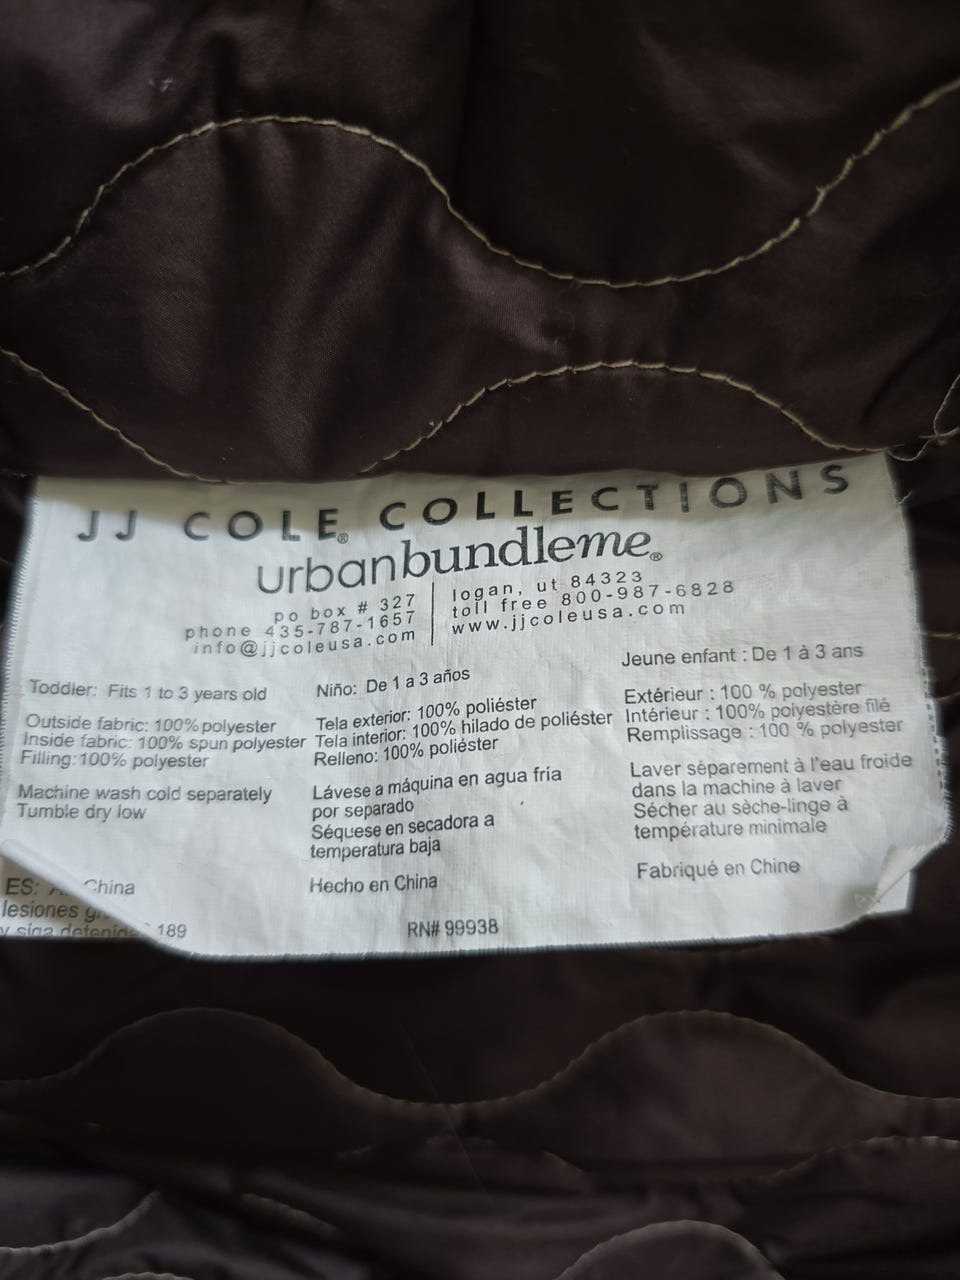 JJ COLE® COLLECTIONS
urbanbundleme®
po box # 327
phone 435-787-1657
info@jjcoleusa.com
logan, ut 84323
toll free 800-987-6828
www.jjcoleusa.com
Toddler: Fits 1 to 3 years old
Outside fabric: 100% polyester
Inside fabric: 100% spun polyester
Filling: 100% polyester
Machine wash cold separately
Tumble dry low
China
189
Niño: De 1 a 3 años
Tela exterior: 100% poliéster
Tela interior: 100% hilado de poliéster
Relleno: 100% poliéster
Lávese a máquina en agua fría
por separado
Séquese en secadora a
temperatura baja
Hecho en China
RN# 99938
Jeune enfant : De 1 à 3 ans
Extérieur : 100 % polyester
Intérieur : 100% polyestère filé
Remplissage : 100 % polyester
Laver séparement à l'eau froide
dans la machine à laver
Sécher au sèche-linge à
température minimale
Fabriqué en Chine
ES:
lesiones
y siga